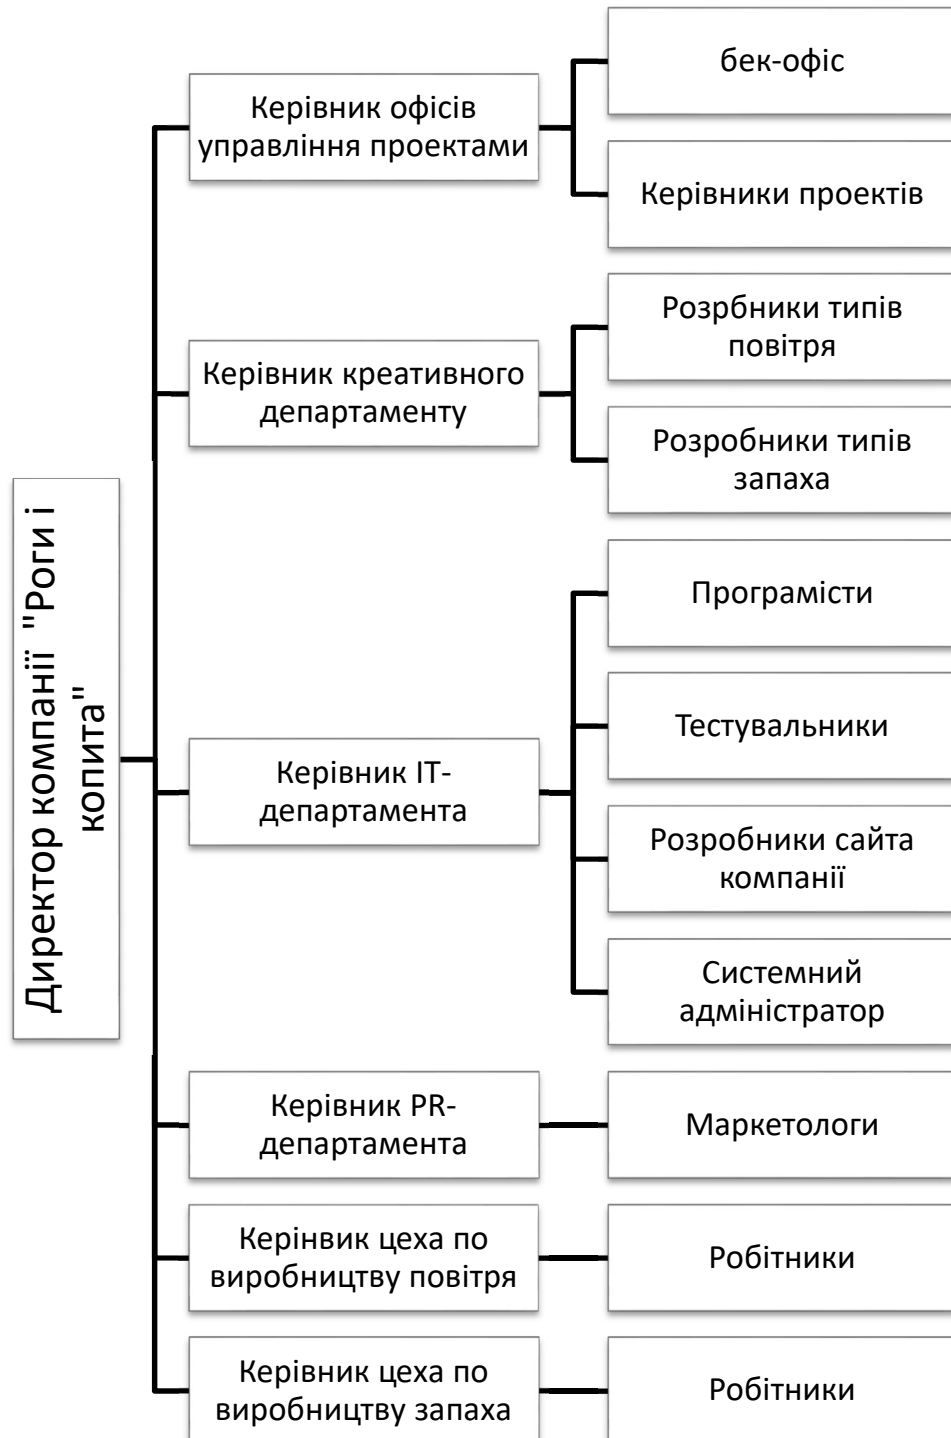 Директор компанії "Роги і
копита"
Керівник офісів
управління проектами
бек-офіс
Керівники проектів
Керівник креативного
департаменту
Розрбники типів
повітря
Розробники типів
запаха
Керівник ІТ-
департамента
Програмісти
Тестувальники
Розробники сайта
компанії
Системний
адміністратор
Керівник PR-
департамента
Маркетологи
Керінвик цеха по
виробництву повітря
Робітники
Керівник цеха по
виробництву запаха
Робітники